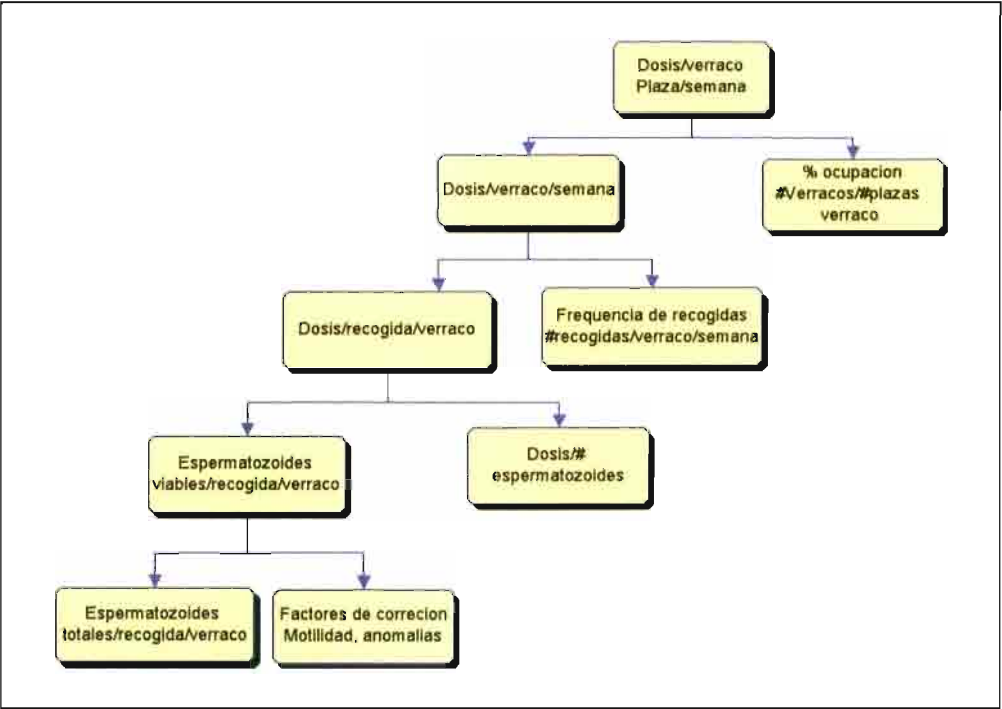 Dosis/verraco
Plaza/semana
Dosis/verraco/semana
% ocupacion
#Verracos/#plazas
verraco
Dosis/recogida/verraco
Frequencia de recogidas
#recogidas/verraco/semana
Espermatozoides
viables/recogida/verraco
Dosis/#
espermatozoides
Espermatozoides
totales/recogida/verraco
Factores de correcion
Motilidad, anomalias